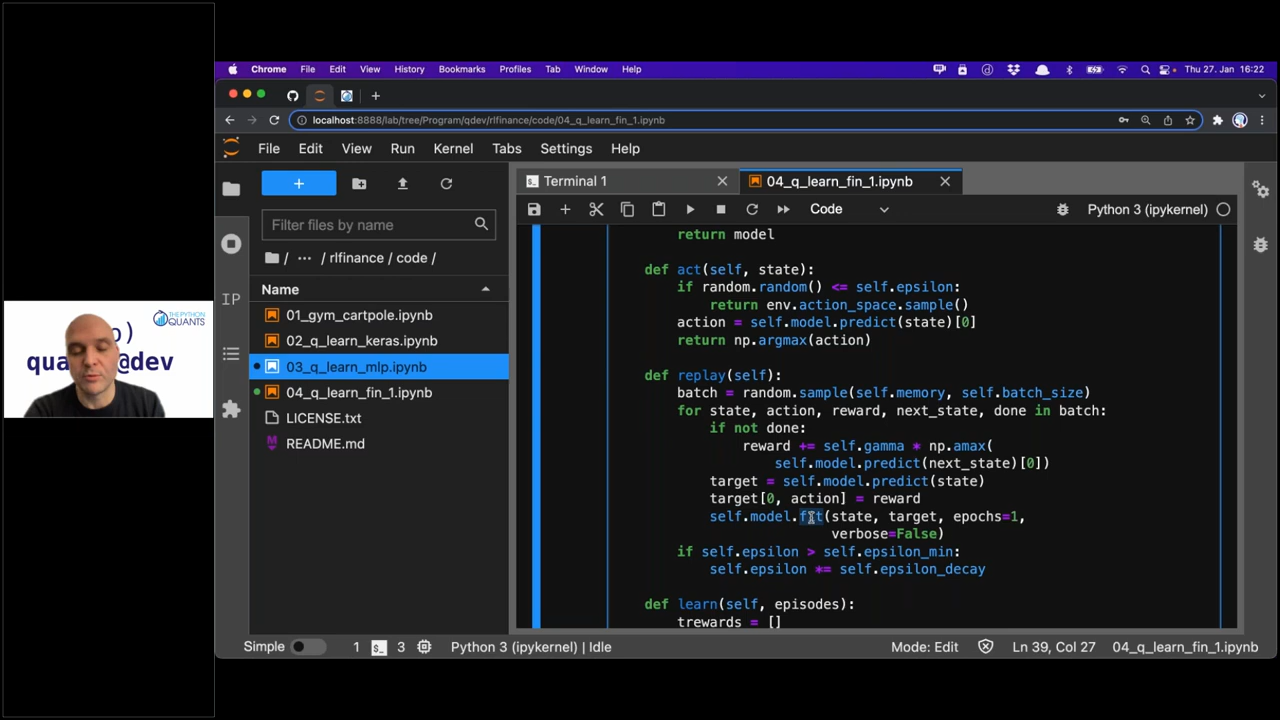 Chrome File Edit View History Bookmarks Profiles Tab Window Help Thu 27. Jan 16:22
localhost:8888/lab/tree/Program/qdev/rlfinance/code/04_q_learn_fin_1.ipynb
File Edit View Run Kernel Tabs Settings Help
Terminal 1 04_q_learn_fin_1.ipynb
Code Python 3 (ipykernel)
Filter files by name
/ ... / rlfinance / code /
Name
01_gym_cartpole.ipynb
02_q_learn_keras.ipynb
03_q_learn_mlp.ipynb
04_q_learn_fin_1.ipynb
LICENSE.txt
README.md
return model
def act(self, state):
if random.random() <= self.epsilon:
return env.action_space.sample()
action = self.model.predict(state)[0]
return np.argmax(action)
def replay(self):
batch = random.sample(self.memory, self.batch_size)
for state, action, reward, next_state, done in batch:
if not done:
reward += self.gamma * np.amax(
self.model.predict(next_state)[0])
target = self.model.predict(state)
target[0, action] = reward
self.model.fit(state, target, epochs=1,
verbose=False)
if self.epsilon > self.epsilon_min:
self.epsilon *= self.epsilon_decay
def learn(self, episodes):
trewards = []
Simple 1 3 Python 3 (ipykernel) | Idle Mode: Edit Ln 39, Col 27 04_q_learn_fin_1.ipynb
THE PYTHON
QUANTS